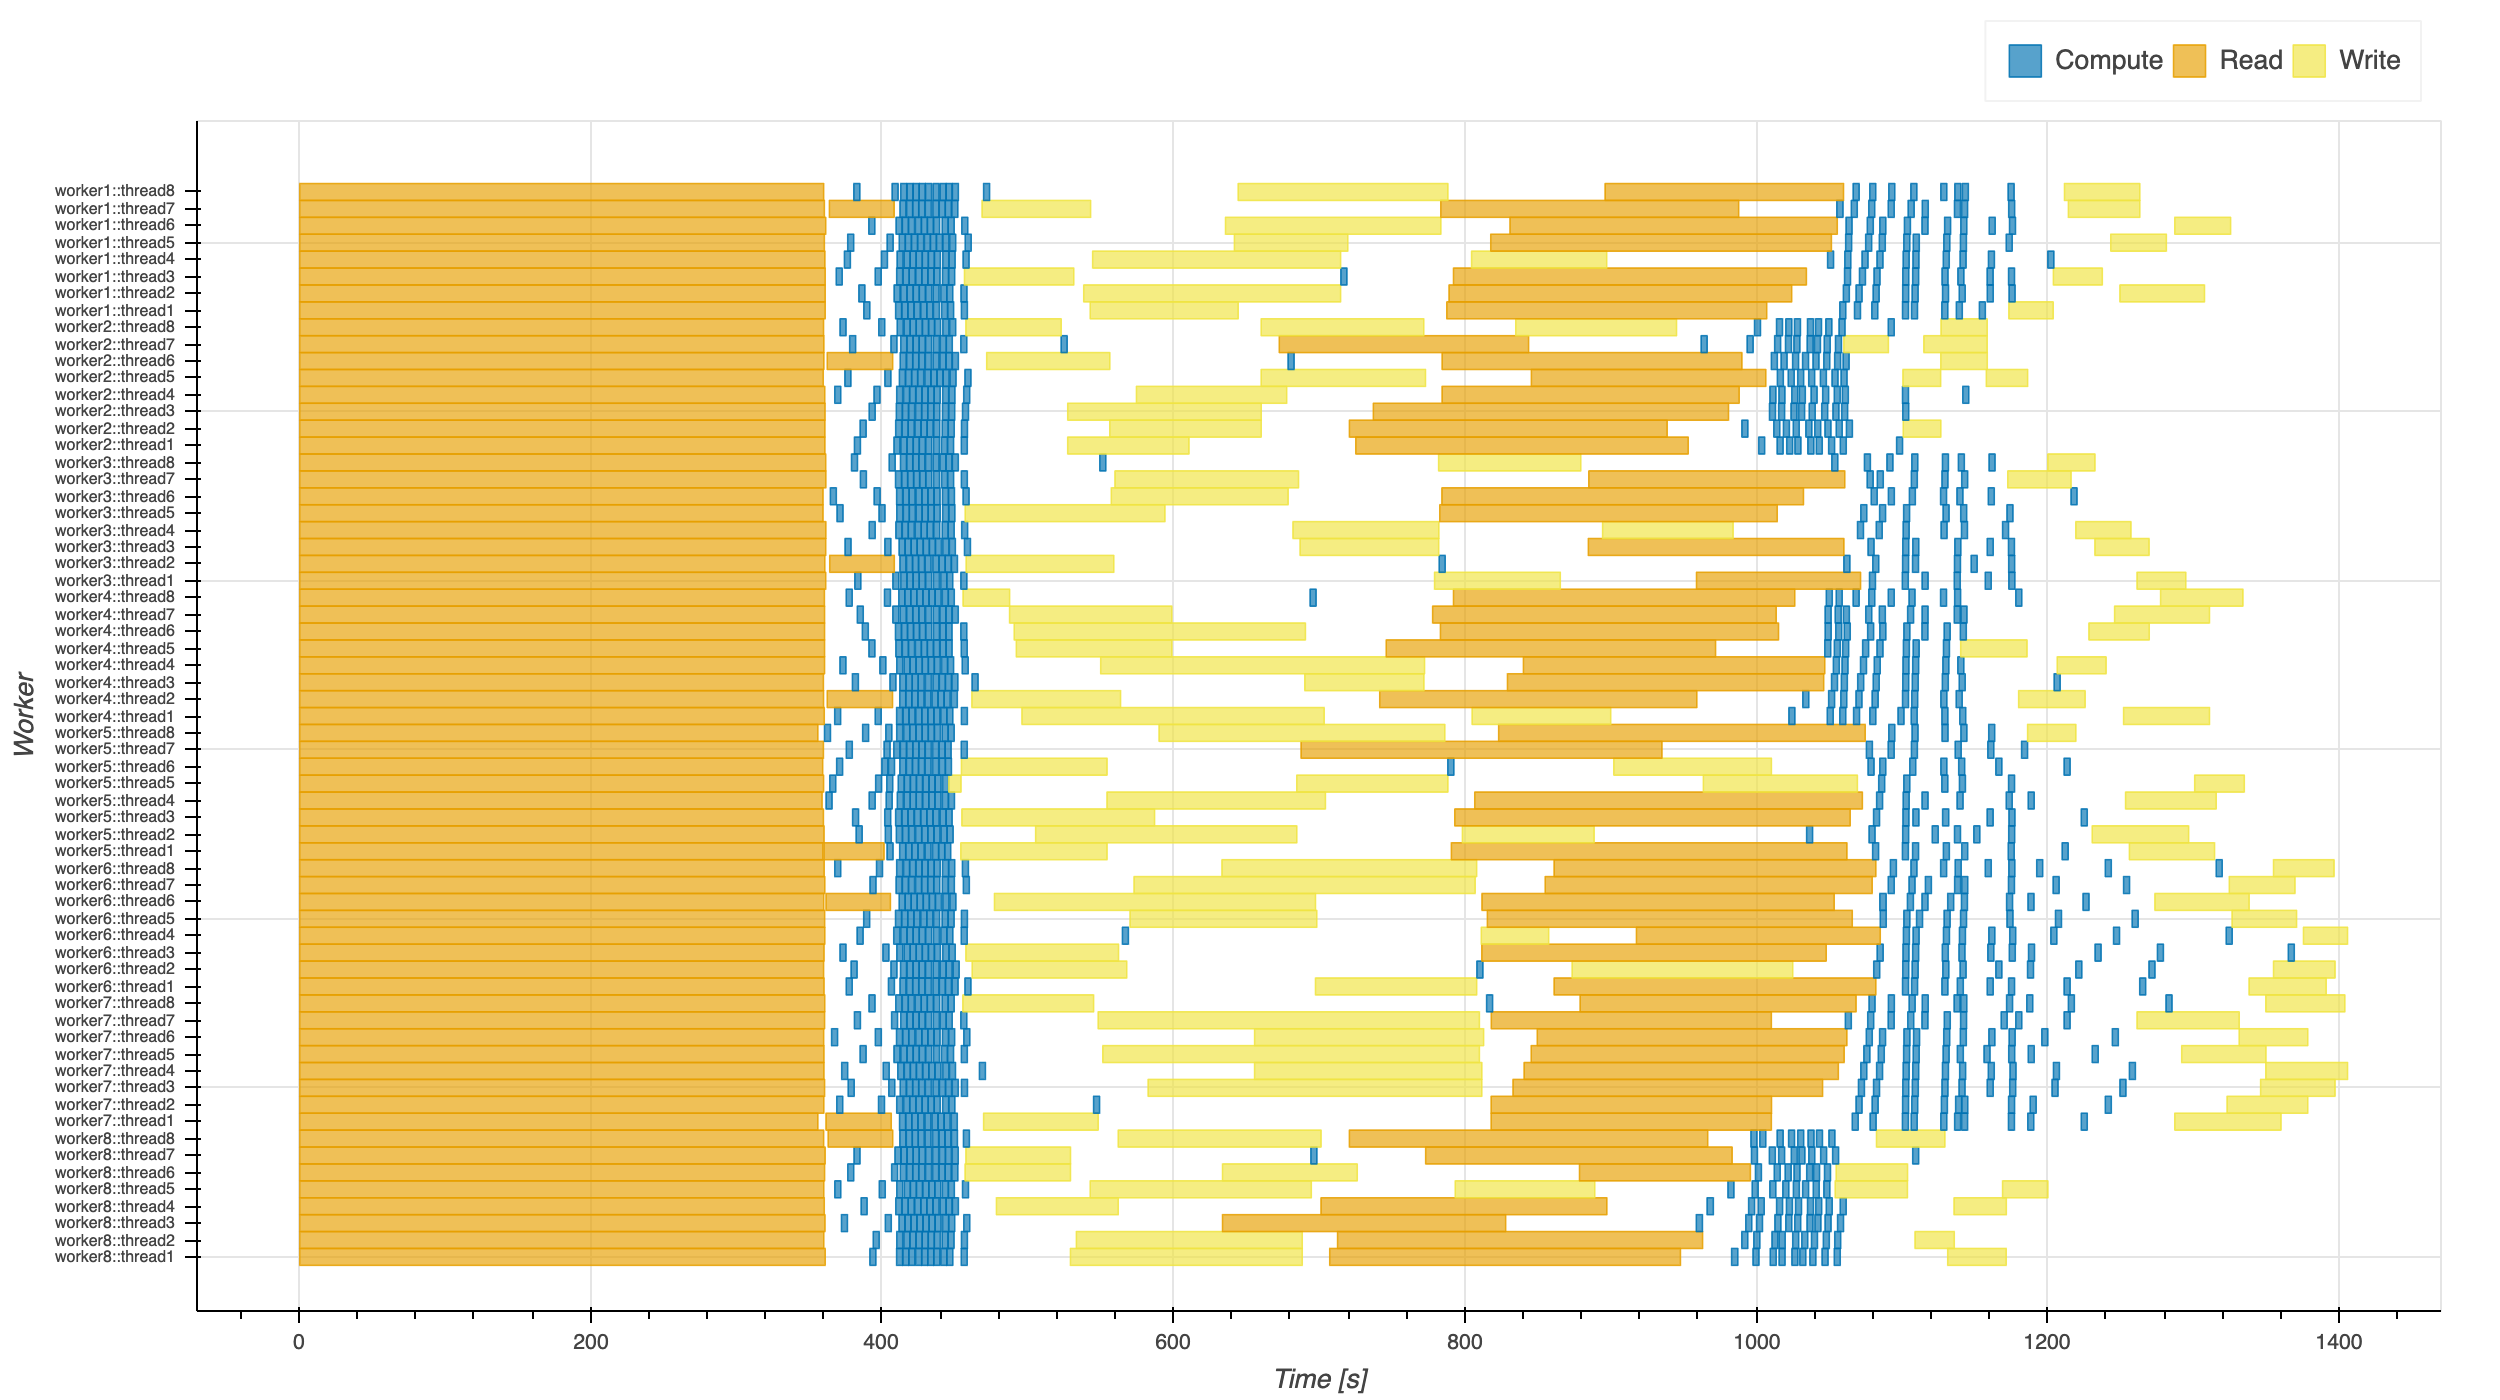 Compute Read Write
worker1::thread8
worker1::thread7
worker1::thread6
worker1::thread5
worker1::thread4
worker1::thread3
worker1::thread2
worker1::thread1
worker2::thread8
worker2::thread7
worker2::thread6
worker2::thread5
worker2::thread4
worker2::thread3
worker2::thread2
worker2::thread1
worker3::thread8
worker3::thread7
worker3::thread6
worker3::thread5
worker3::thread4
worker3::thread3
worker3::thread2
worker3::thread1
worker4::thread8
worker4::thread7
worker4::thread6
worker4::thread5
worker4::thread4
worker4::thread3
worker4::thread2
worker4::thread1
worker5::thread8
worker5::thread7
worker5::thread6
worker5::thread5
worker5::thread4
worker5::thread3
worker5::thread2
worker5::thread1
worker6::thread8
worker6::thread7
worker6::thread6
worker6::thread5
worker6::thread4
worker6::thread3
worker6::thread2
worker6::thread1
worker7::thread8
worker7::thread7
worker7::thread6
worker7::thread5
worker7::thread4
worker7::thread3
worker7::thread2
worker7::thread1
worker8::thread8
worker8::thread7
worker8::thread6
worker8::thread5
worker8::thread4
worker8::thread3
worker8::thread2
worker8::thread1
Worker
0 200 400 600 800 1000 1200 1400
Time [s]